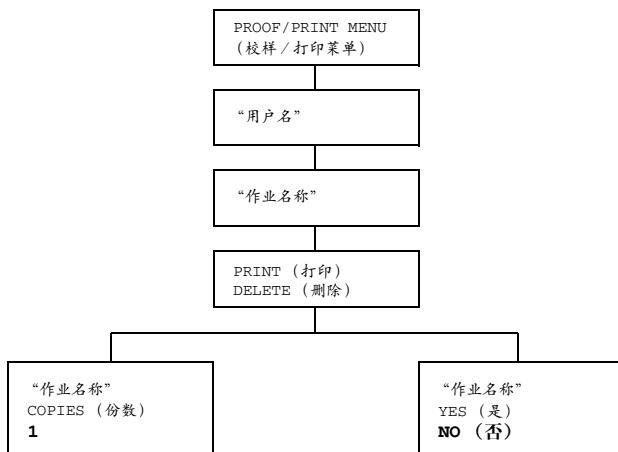 PROOF/PRINT MENU
（校样／打印菜单）
“用户名”
“作业名称”
PRINT（打印）
DELETE（删除）
“作业名称”
COPIES（份数）
1
“作业名称”
YES（是）
NO（否）